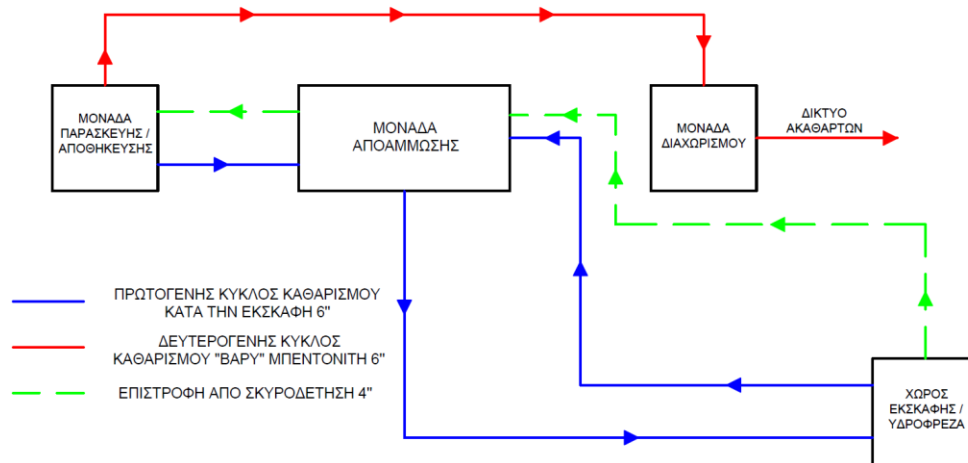 ΜΟΝΑΔΑ
ΠΑΡΑΣΚΕΥΗΣ /
ΑΠΟΘΗΚΕΥΣΗΣ
ΜΟΝΑΔΑ
ΑΠΟΑΜΜΩΣΗΣ
ΜΟΝΑΔΑ
ΔΙΑΧΩΡΙΣΜΟΥ
ΔΙΚΤΥΟ
ΑΚΑΘΑΡΤΩΝ
ΠΡΩΤΟΓΕΝΗΣ ΚΥΚΛΟΣ ΚΑΘΑΡΙΣΜΟΥ
ΚΑΤΑ ΤΗΝ ΕΚΣΚΑΦΗ 6"
ΔΕΥΤΕΡΟΓΕΝΗΣ ΚΥΚΛΟΣ
ΚΑΘΑΡΙΣΜΟΥ "ΒΑΡΥ" ΜΠΕΝΤΟΝΙΤΗ 6"
ΕΠΙΣΤΡΟΦΗ ΑΠΟ ΣΚΥΡΟΔΕΤΗΣΗ 4"
ΧΩΡΟΣ
ΕΚΣΚΑΦΗΣ /
ΥΔΡΟΦΡΕΖΑ